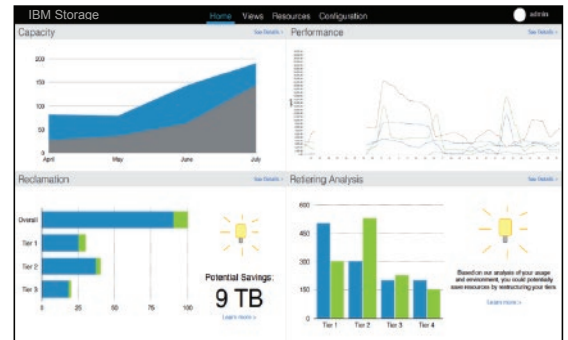 IBM Storage
Home Views Resources Configuration
admin
Capacity
See Details >
200
150
100
50
0
April May June July
Performance
See Details >
Reclamation
See Details >
Overall
Tier 1
Tier 2
Tier 3
0 25 50 75 100
Potential Savings:
9 TB
Learn more >
Retiering Analysis
See Details >
600
450
300
150
0
Tier 1 Tier 2 Tier 3 Tier 4
Based on our analysis of your usage
and environment, you could potentially
save resources by restructuring your tiers
Learn more >